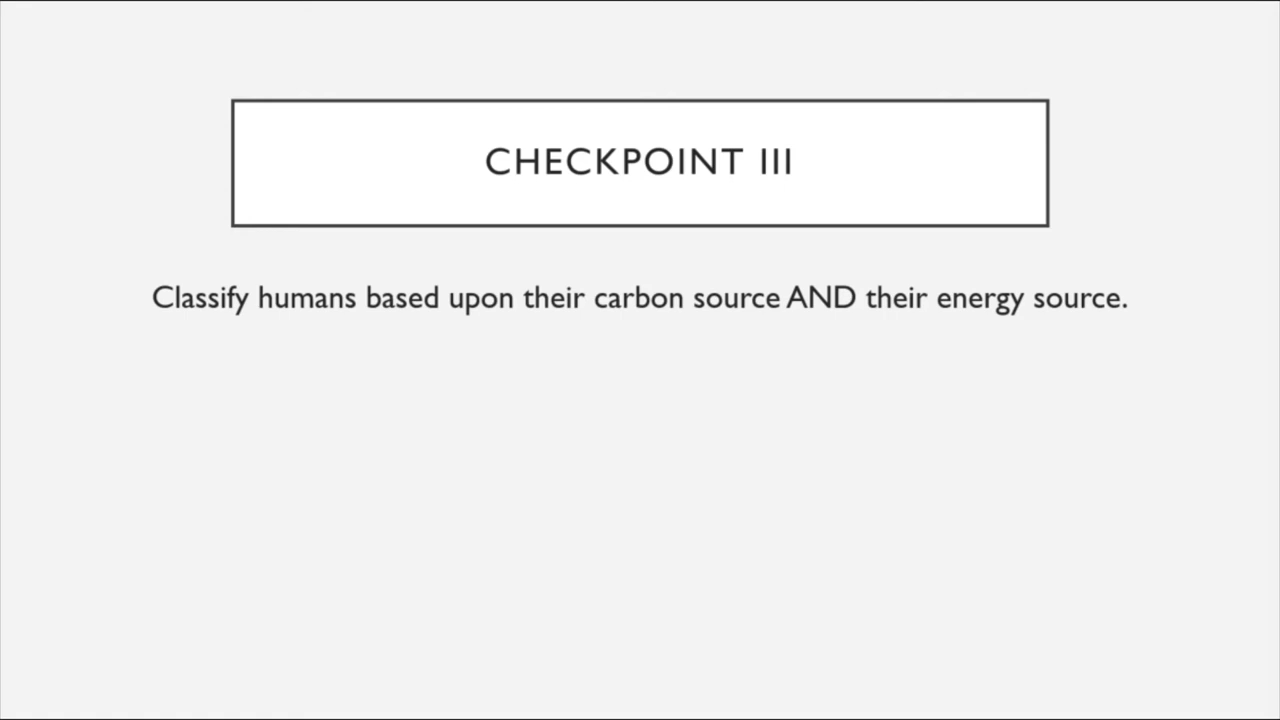 CHECKPOINT III
Classify humans based upon their carbon source AND their energy source.